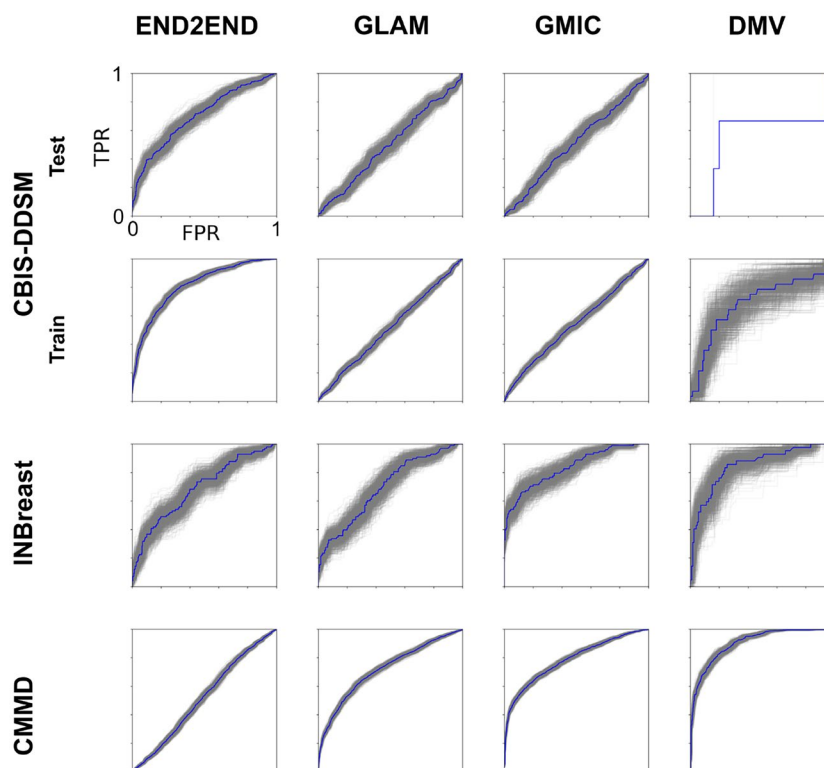 END2END GLAM GMIC DMV
CBIS-DDSM
Test
TPR
1
0
0 FPR 1
Train
INBreast
CMMD